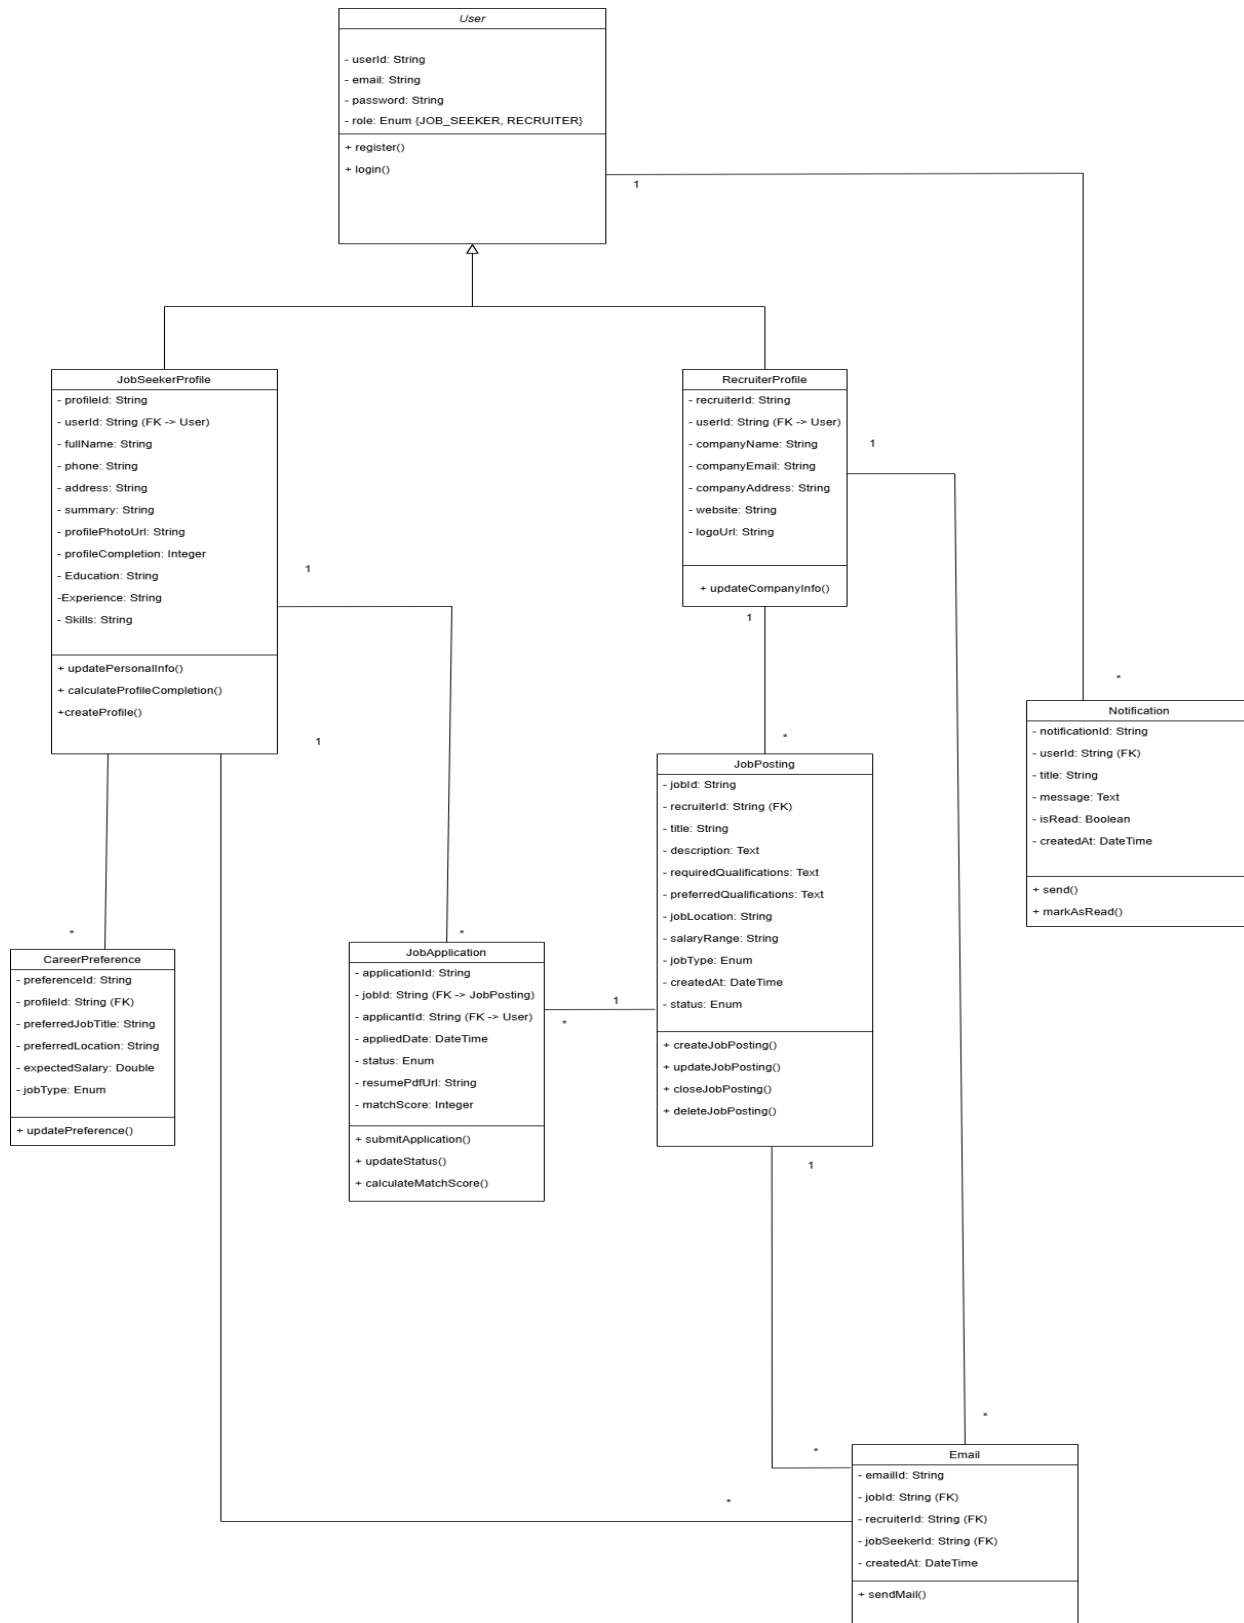 User
- userId: String
- email: String
- password: String
- role: Enum {JOB_SEEKER, RECRUITER}
+ register()
+ login()
1
JobSeekerProfile
- profileId: String
- userId: String (FK -> User)
- fullName: String
- phone: String
- address: String
- summary: String
- profilePhotoUrl: String
- profileCompletion: Integer
- Education: String
-Experience: String
- Skills: String
+ updatePersonalInfo()
+ calculateProfileCompletion()
+createProfile()
1
1
RecruiterProfile
- recruiterId: String
- userId: String (FK -> User)
- companyName: String
- companyEmail: String
- companyAddress: String
- website: String
- logoUrl: String
+ updateCompanyInfo()
1
1
*
Notification
- notificationId: String
- userId: String (FK)
- title: String
- message: Text
- isRead: Boolean
- createdAt: DateTime
+ send()
+ markAsRead()
*
JobPosting
- jobId: String
- recruiterId: String (FK)
- title: String
- description: Text
- requiredQualifications: Text
- preferredQualifications: Text
- jobLocation: String
- salaryRange: String
- jobType: Enum
- createdAt: DateTime
- status: Enum
+ createJobPosting()
+ updateJobPosting()
+ closeJobPosting()
+ deleteJobPosting()
1
*
CareerPreference
- preferenceId: String
- profileId: String (FK)
- preferredJobTitle: String
- preferredLocation: String
- expectedSalary: Double
- jobType: Enum
+ updatePreference()
*
JobApplication
- applicationId: String
- jobId: String (FK -> JobPosting)
- applicantId: String (FK -> User)
- appliedDate: DateTime
- status: Enum
- resumePdfUrl: String
- matchScore: Integer
+ submitApplication()
+ updateStatus()
+ calculateMatchScore()
1
*
*
*
*
Email
- emailId: String
- jobId: String (FK)
- recruiterId: String (FK)
- jobSeekerId: String (FK)
- createdAt: DateTime
+ sendMail()